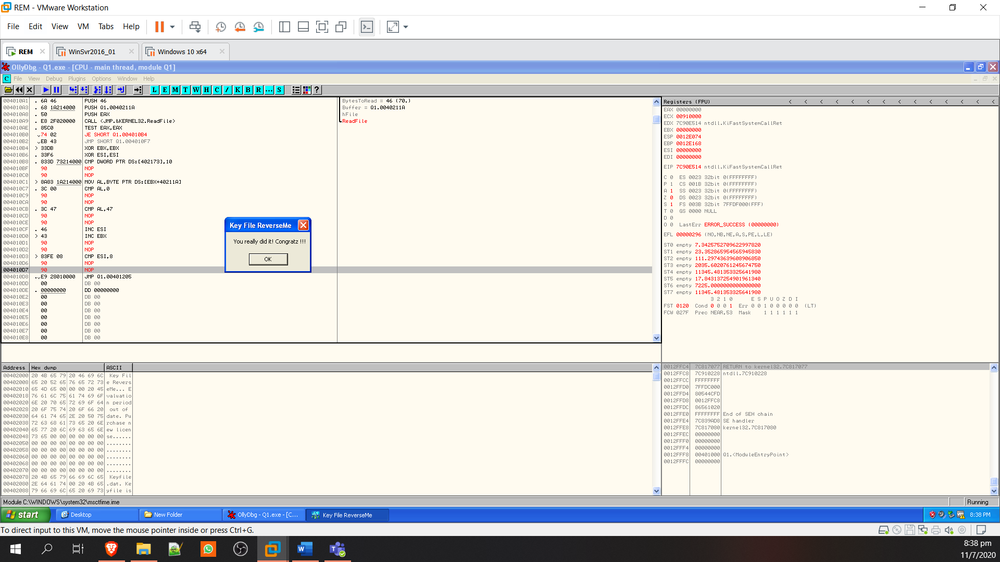 REM - VMware Workstation
File Edit View VM Tabs Help
REM WinSvr2016_01 Windows 10 x64
OllyDbg - Q1.exe - [CPU - main thread, module Q1]
C File View Debug Plugins Options Window Help
L E M T W H C / K B R ... S ?
004010A1 . 6A 46 PUSH 46 BytesToRead = 46 (70.)
004010A3 . 68 1A214000 PUSH Q1.0040211A Buffer = Q1.0040211A
004010A8 . 50 PUSH EAX hFile
004010A9 . E8 2F020000 CALL <JMP.&KERNEL32.ReadFile> ReadFile
004010AE . 85C0 TEST EAX,EAX
004010B0 .v74 02 JE SHORT Q1.004010B4
004010B2 .vEB 43 JMP SHORT Q1.004010F7
004010B4 > 33DB XOR EBX,EBX
004010B6 . 33F6 XOR ESI,ESI
004010B8 . 833D 73214000 CMP DWORD PTR DS:[402173],10
004010BF 90 NOP
004010C0 90 NOP
004010C1 > 8A83 1A214000 MOV AL,BYTE PTR DS:[EBX+40211A]
004010C7 . 3C 00 CMP AL,0
004010C9 90 NOP
004010CA 90 NOP
004010CB . 3C 47 CMP AL,47
004010CD 90 NOP
004010CE 90 NOP
004010CF . 46 INC ESI
004010D0 > 43 INC EBX
004010D1 90 NOP
004010D2 90 NOP
004010D3 > 83FE 08 CMP ESI,8
004010D6 90 NOP
004010D7 90 NOP
004010D8 .vE9 28010000 JMP Q1.00401205
004010DD 00 DB 00
004010DE . 00000000 DD 00000000
004010E2 00 DB 00
004010E3 00 DB 00
004010E4 00 DB 00
004010E5 00 DB 00
004010E6 00 DB 00
004010E7 00 DB 00
004010E8 00 DB 00
Key File ReverseMe
You really did it! Congratz !!!
OK
Registers (FPU) < < < < < < < < < < < < < <
EAX 00000000
ECX 00910000
EDX 7C90E514 ntdll.KiFastSystemCallRet
EBX 00000000
ESP 0012E074
EBP 0012E168
ESI 00000000
EDI 00000000
EIP 7C90E514 ntdll.KiFastSystemCallRet
C 0 ES 0023 32bit 0(FFFFFFFF)
P 1 CS 001B 32bit 0(FFFFFFFF)
A 1 SS 0023 32bit 0(FFFFFFFF)
Z 0 DS 0023 32bit 0(FFFFFFFF)
S 1 FS 003B 32bit 7FFDF000(FFF)
T 0 GS 0000 NULL
D 0
O 0 LastErr ERROR_SUCCESS (00000000)
EFL 00000296 (NO,NB,NE,A,S,PE,L,LE)
ST0 empty 7.3425752709622997820
ST1 empty 23.352865954565945830
ST2 empty 111.29743639608906850
ST3 empty 2035.6020761245674750
ST4 empty 11345.481353325641980
ST5 empty 17.843137254901961340
ST6 empty 7225.0000000000000000
ST7 empty 11345.481353325641980
3 2 1 0 E S P U O Z D I
FST 0120 Cond 0 0 0 1 Err 0 0 1 0 0 0 0 0 (LT)
FCW 027F Prec NEAR,53 Mask 1 1 1 1 1 1
Address Hex dump ASCII
00402000 20 4B 65 79 20 46 69 6C Key Fil
00402008 65 20 52 65 76 65 72 73 e Revers
00402010 65 4D 65 00 00 00 20 45 eMe... E
00402018 76 61 6C 75 61 74 69 6F valuatio
00402020 6E 20 70 65 72 69 6F 64 n period
00402028 20 6F 75 74 20 6F 66 20 out of
00402030 64 61 74 65 2E 20 50 75 date. Pu
00402038 72 63 68 61 73 65 20 6E rchase n
00402040 65 77 20 6C 69 63 65 6E ew licen
00402048 73 65 00 00 00 00 00 00 se......
00402050 00 00 00 00 00 00 00 00 ........
00402058 00 00 00 00 00 00 00 00 ........
00402060 00 00 00 00 00 00 00 00 ........
00402068 00 00 00 00 00 00 00 00 ........
00402070 00 00 00 00 00 00 00 00 ........
00402078 20 4B 65 79 66 69 6C 65 Keyfile
00402080 2E 64 61 74 00 20 4B 65 .dat. Ke
00402088 79 66 69 6C 65 20 69 73 yfile is
0012FFC4 7C817077 RETURN to kernel32.7C817077
0012FFC8 7C910228 ntdll.7C910228
0012FFCC FFFFFFFF
0012FFD0 7FFDC000
0012FFD4 80544CFD
0012FFD8 0012FFC8
0012FFDC 86561020
0012FFE0 FFFFFFFF End of SEH chain
0012FFE4 7C839AD8 SE handler
0012FFE8 7C817080 kernel32.7C817080
0012FFEC 00000000
0012FFF0 00000000
0012FFF4 00000000
0012FFF8 00401000 Q1.<ModuleEntryPoint>
0012FFFC 00000000
Module C:\WINDOWS\system32\msctfime.ime Running
start Desktop New Folder OllyDbg - Q1.exe - [C... Key File ReverseMe 8:38 PM
To direct input to this VM, move the mouse pointer inside or press Ctrl+G.
8:38 pm
11/7/2020